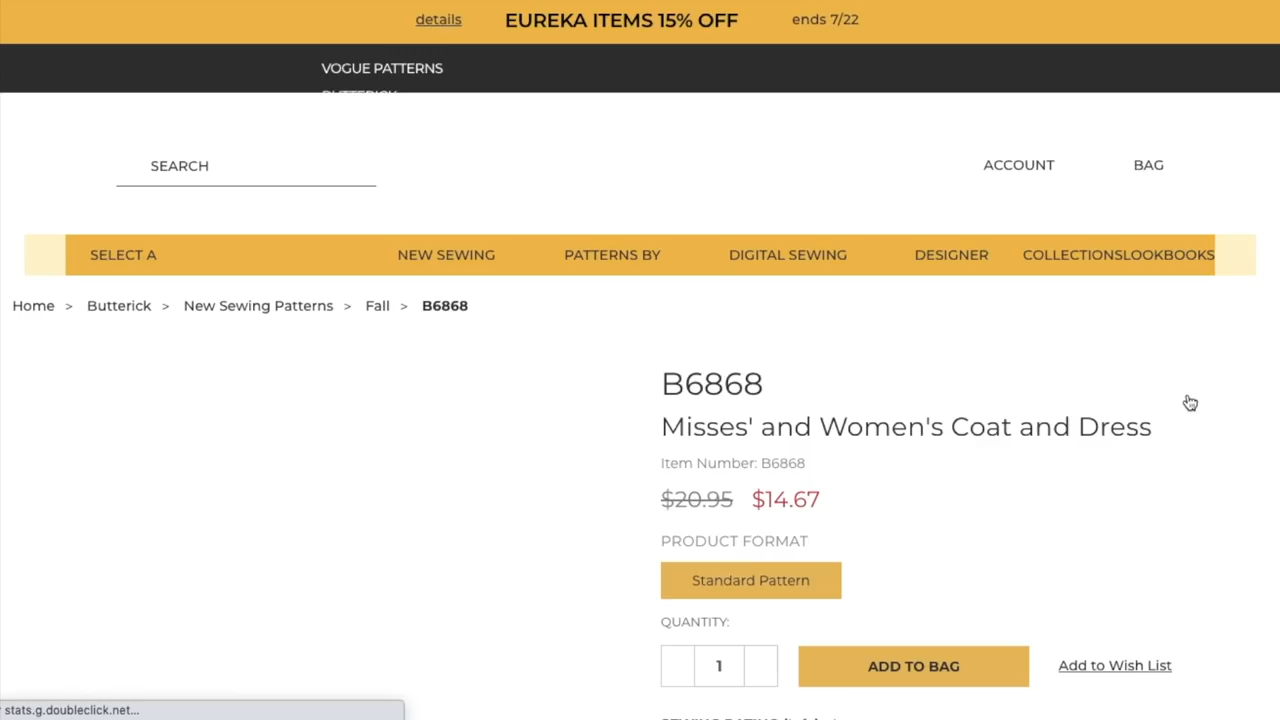 details EUREKA ITEMS 15% OFF ends 7/22
VOGUE PATTERNS
BUTTERICK
SEARCH
ACCOUNT BAG
SELECT A NEW SEWING PATTERNS BY DIGITAL SEWING DESIGNER COLLECTIONSLOOKBOOKS
Home > Butterick > New Sewing Patterns > Fall > B6868
B6868
Misses' and Women's Coat and Dress
Item Number: B6868
$20.95 $14.67
PRODUCT FORMAT
Standard Pattern
QUANTITY:
1 ADD TO BAG Add to Wish List
stats.g.doubleclick.net...